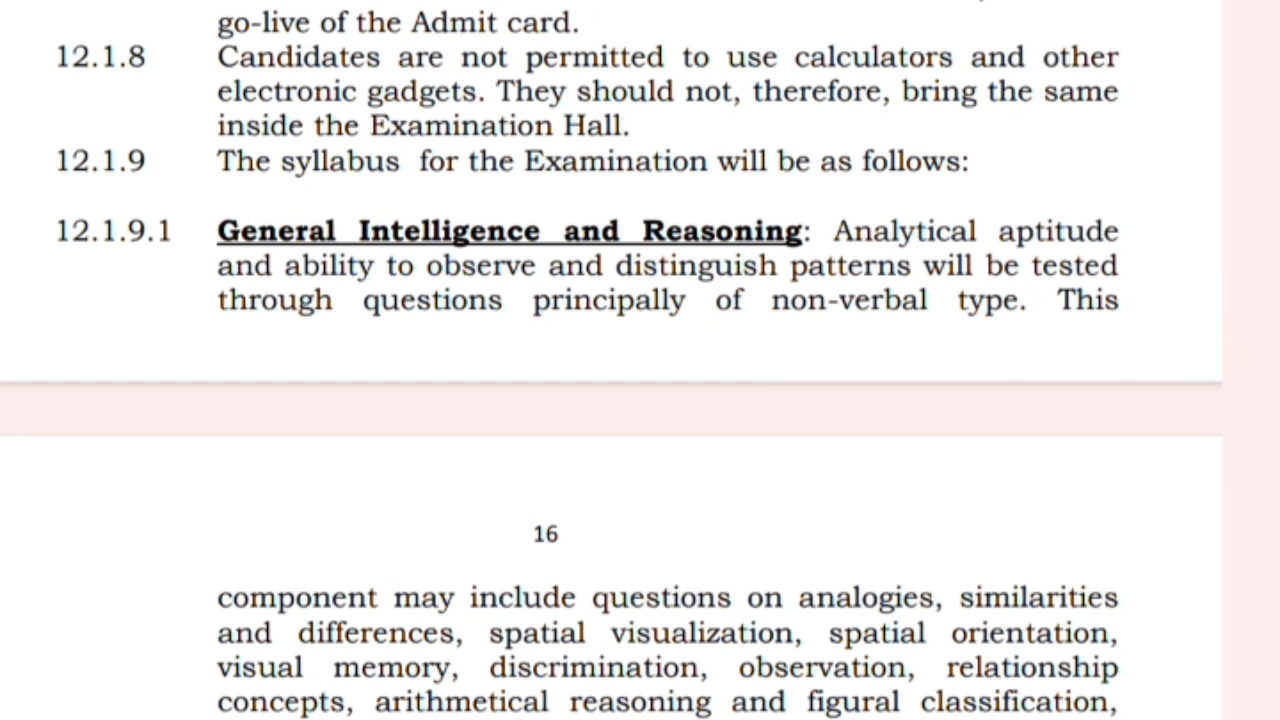 go-live of the Admit card.
12.1.8 Candidates are not permitted to use calculators and other
electronic gadgets. They should not, therefore, bring the same
inside the Examination Hall.
12.1.9 The syllabus for the Examination will be as follows:
12.1.9.1 General Intelligence and Reasoning: Analytical aptitude
and ability to observe and distinguish patterns will be tested
through questions principally of non-verbal type. This
16
component may include questions on analogies, similarities
and differences, spatial visualization, spatial orientation,
visual memory, discrimination, observation, relationship
concepts, arithmetical reasoning and figural classification,